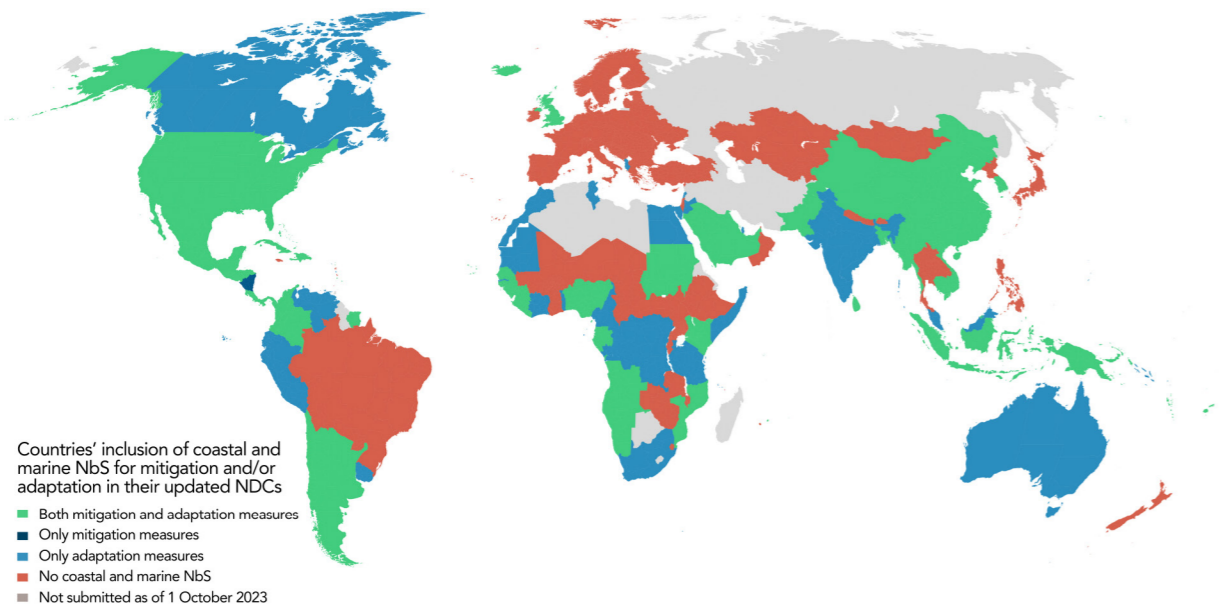 Countries' inclusion of coastal and
marine NbS for mitigation and/or
adaptation in their updated NDCs
Both mitigation and adaptation measures
Only mitigation measures
Only adaptation measures
No coastal and marine NbS
Not submitted as of 1 October 2023